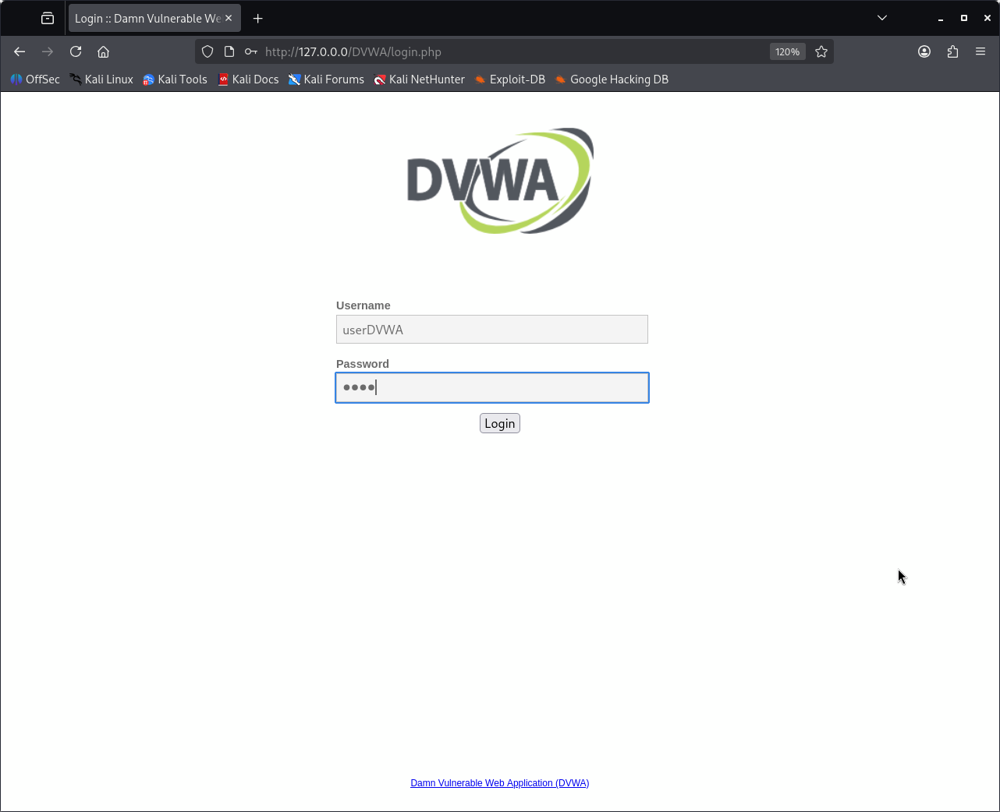 Login :: Damn Vulnerable We
http://127.0.0.0/DVWA/login.php
120%
OffSec Kali Linux Kali Tools Kali Docs Kali Forums Kali NetHunter Exploit-DB Google Hacking DB
DVWA
Username
userDVWA
Password
Login
Damn Vulnerable Web Application (DVWA)